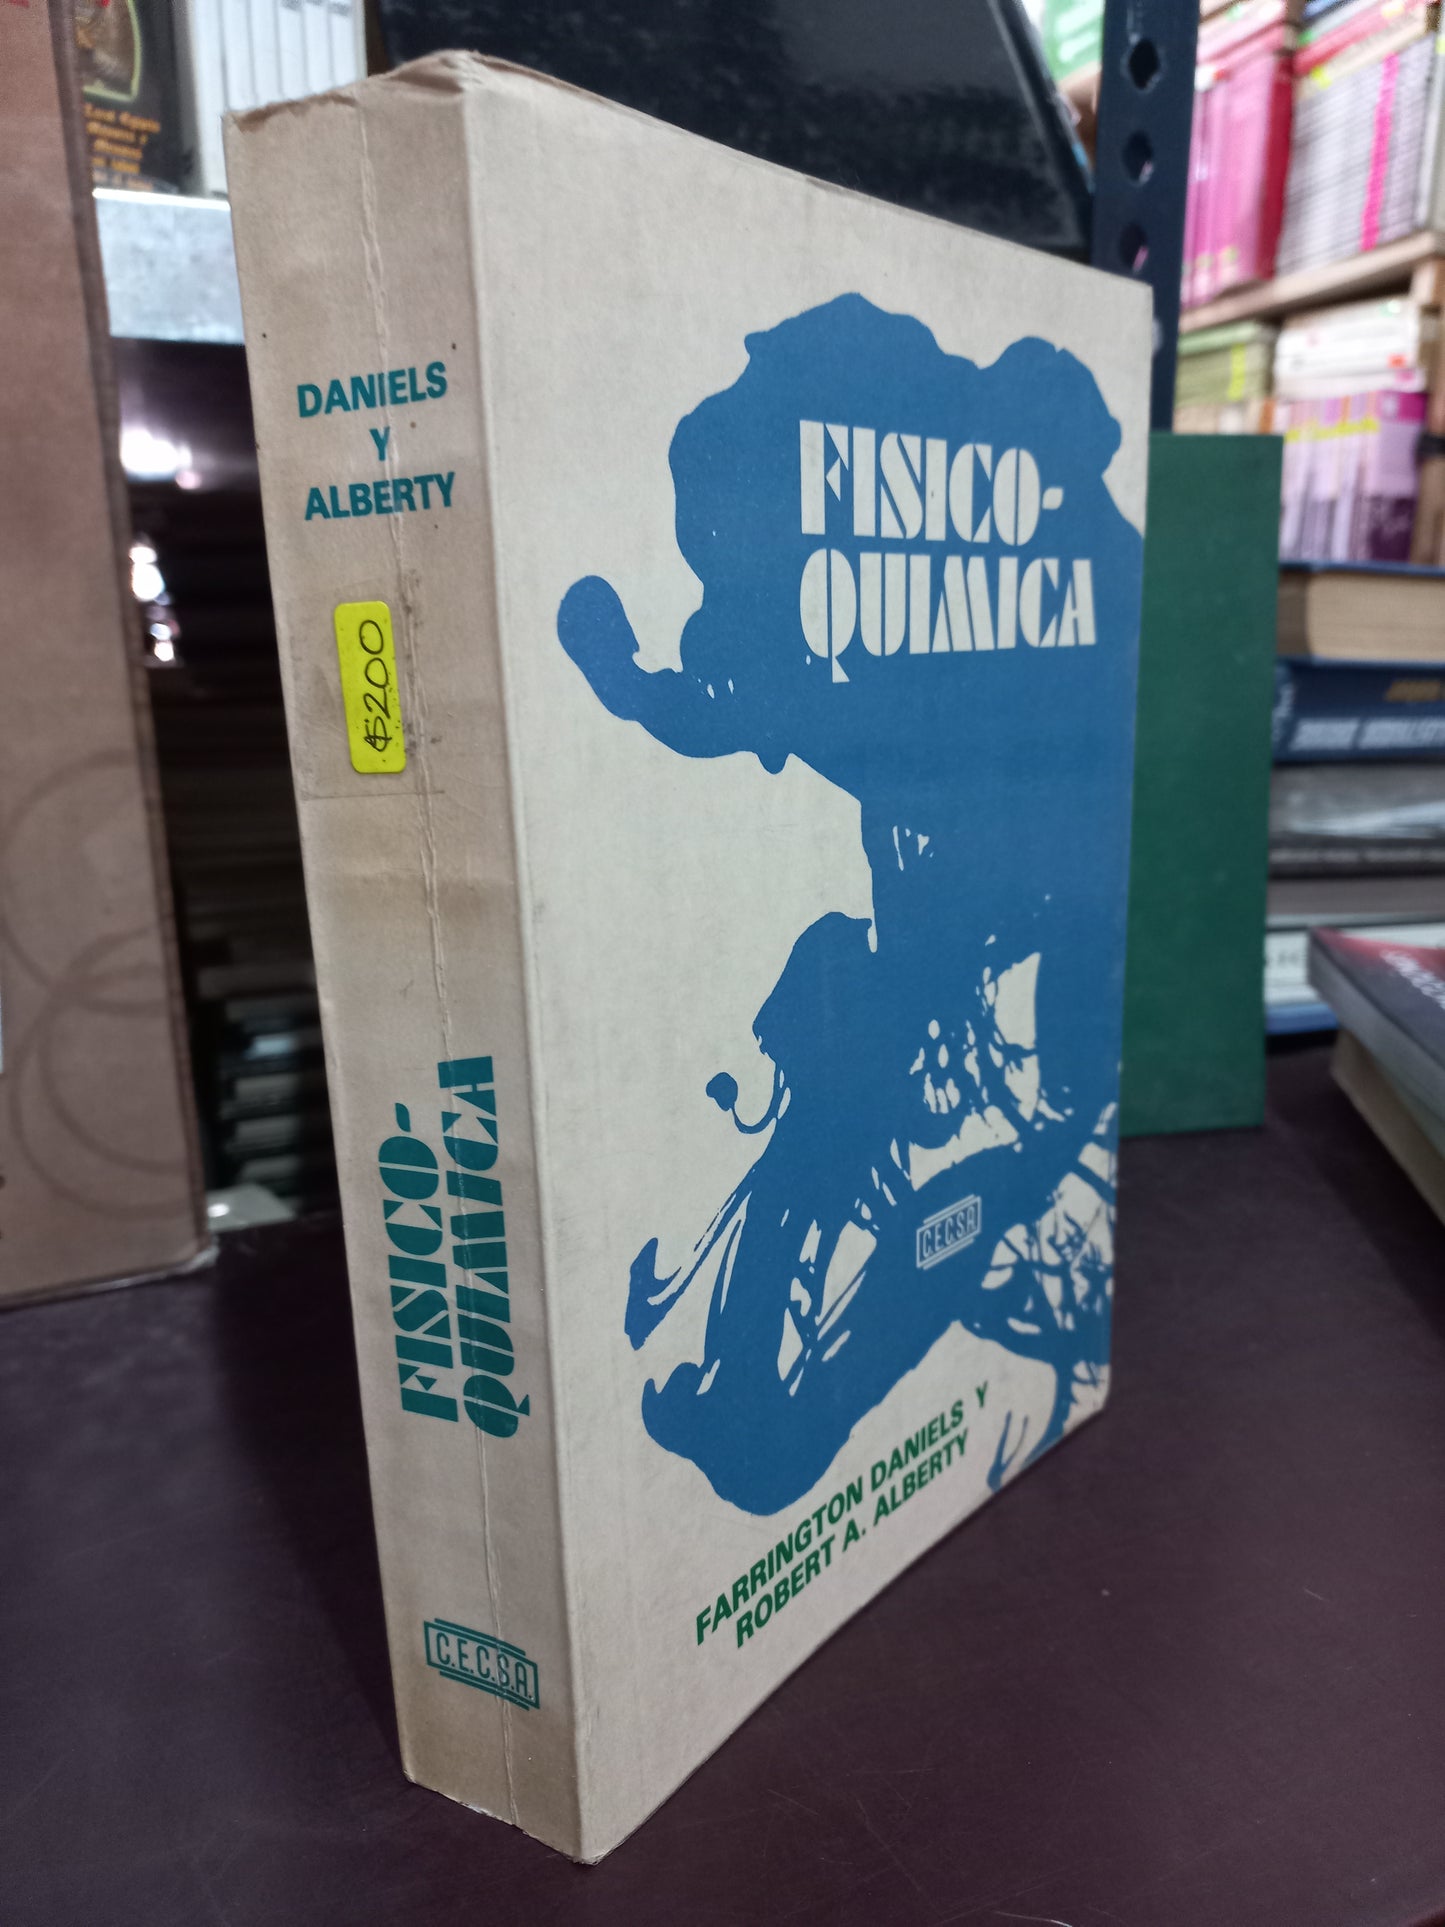 DANIELS
Y
ALBERTY
$200
FISICO-
QUIMICA
C.E.C.S.A.
FISICO-
QUIMICA
C.E.C.S.A.
FARRINGTON DANIELS Y
ROBERT A. ALBERTY